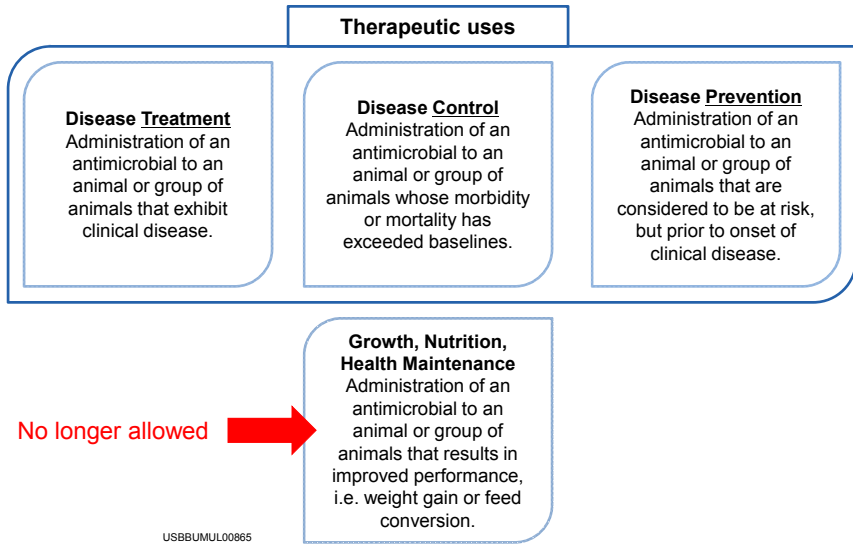 Therapeutic uses
Disease Treatment
Administration of an
antimicrobial to an
animal or group of
animals that exhibit
clinical disease.
Disease Control
Administration of an
antimicrobial to an
animal or group of
animals whose morbidity
or mortality has
exceeded baselines.
Disease Prevention
Administration of an
antimicrobial to an
animal or group of
animals that are
considered to be at risk,
but prior to onset of
clinical disease.
Growth, Nutrition,
Health Maintenance
Administration of an
antimicrobial to an
animal or group of
animals that results in
improved performance,
i.e. weight gain or feed
conversion.
No longer allowed
USBBUMUL00865